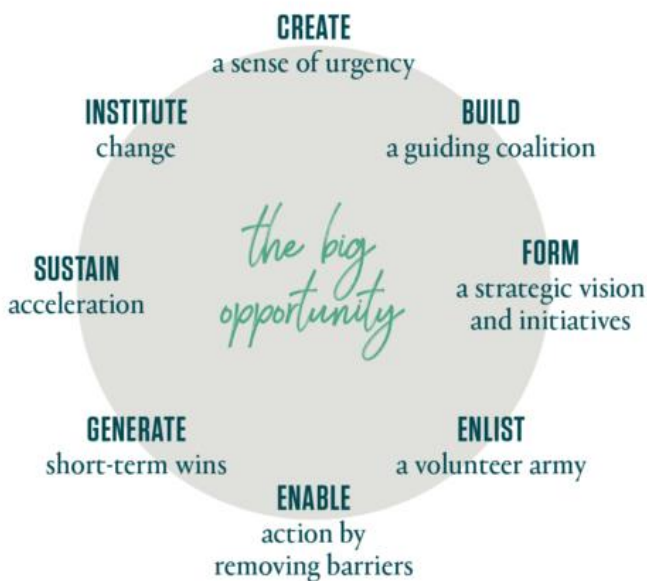 CREATE
a sense of urgency
BUILD
a guiding coalition
FORM
a strategic vision
and initiatives
ENLIST
a volunteer army
ENABLE
action by
removing barriers
GENERATE
short-term wins
SUSTAIN
acceleration
INSTITUTE
change
the big
opportunity